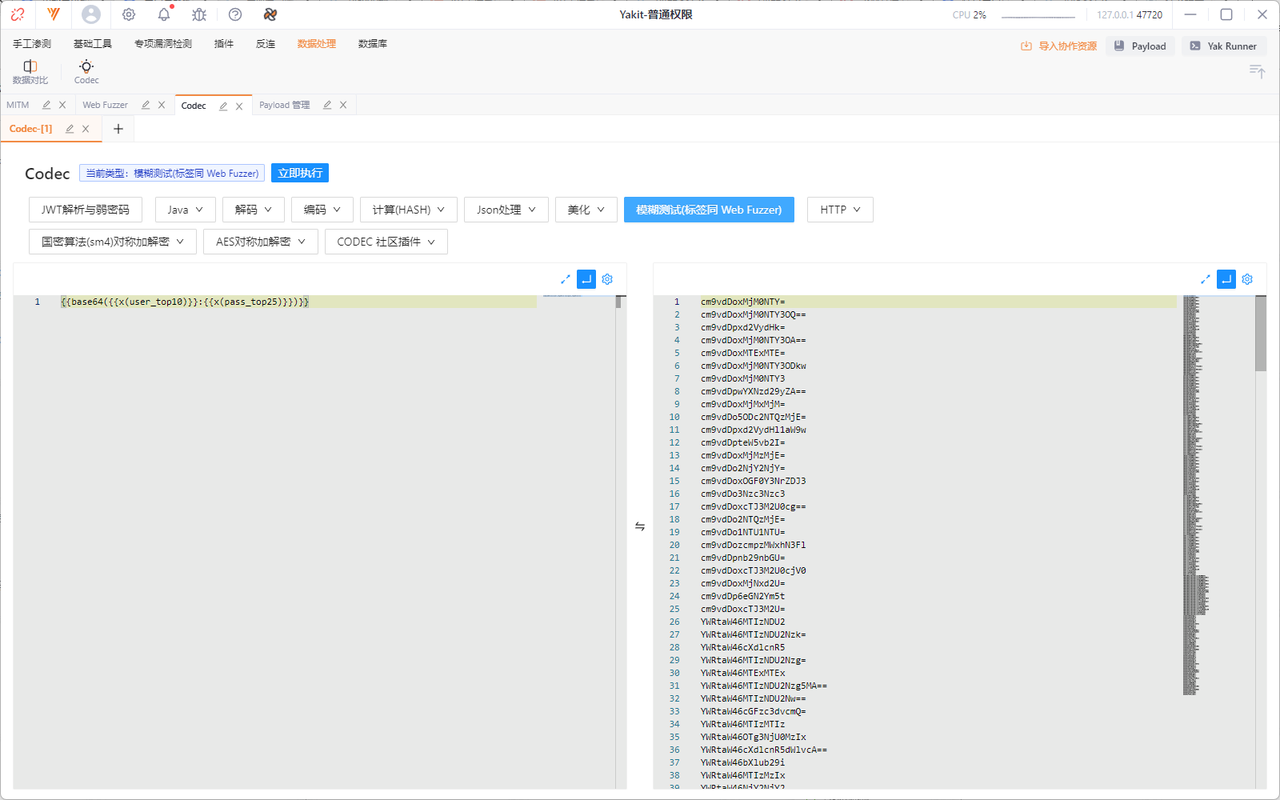 Yakit-普通权限
CPU 2%
127.0.0.1 47720
手工渗测 基础工具 专项漏洞检测 插件 反连 数据处理 数据库
导入协作资源 Payload Yak Runner
数据对比 Codec
MITM Web Fuzzer Codec Payload 管理
Codec-[1]
Codec 当前类型：模糊测试(标签同 Web Fuzzer) 立即执行
JWT解析与弱密码 Java 解码 编码 计算(HASH) Json处理 美化 模糊测试(标签同 Web Fuzzer) HTTP
国密算法(sm4)对称加解密 AES对称加解密 CODEC 社区插件
1 {{base64({{x(user_top10)}}:{{x(pass_top25)}})}}
1 cm9vdDoxMjM0NTY=
2 cm9vdDoxMjM0NTY3OQ==
3 cm9vdDpxd2VydHk=
4 cm9vdDoxMjM0NTY3OA==
5 cm9vdDoxMTExMTE=
6 cm9vdDoxMjM0NTY3ODkw
7 cm9vdDoxMjM0NTY3
8 cm9vdDpwYXNzd29yZA==
9 cm9vdDoxMjMxMjM=
10 cm9vdDo5ODc2NTQzMjE=
11 cm9vdDpxd2VydHl1aW9w
12 cm9vdDpteW5vb2I=
13 cm9vdDoxMjMzMjE=
14 cm9vdDo2NjY2NjY=
15 cm9vdDoxOGF0Y3NrZDJ3
16 cm9vdDo3Nzc3Nzc3
17 cm9vdDoxcTJ3M2U0cg==
18 cm9vdDo2NTQzMjE=
19 cm9vdDo1NTU1NTU=
20 cm9vdDozcmpzMWxhN3Fl
21 cm9vdDpnb29nbGU=
22 cm9vdDoxcTJ3M2U0cjV0
23 cm9vdDoxMjNxd2U=
24 cm9vdDp6eGN2Ym5t
25 cm9vdDoxcTJ3M2U=
26 YWRtaW46MTIzNDU2
27 YWRtaW46MTIzNDU2Nzk=
28 YWRtaW46cXdlcnR5
29 YWRtaW46MTIzNDU2Nzg=
30 YWRtaW46MTExMTEx
31 YWRtaW46MTIzNDU2Nzg5MA==
32 YWRtaW46MTIzNDU2Nw==
33 YWRtaW46cGFzc3dvcmQ=
34 YWRtaW46MTIzMTIz
35 YWRtaW46OTg3NjU0MzIx
36 YWRtaW46cXdlcnR5dWlvcA==
37 YWRtaW46bXlub29i
38 YWRtaW46MTIzMzIx
39 YWRtaW46NjY2NjY2